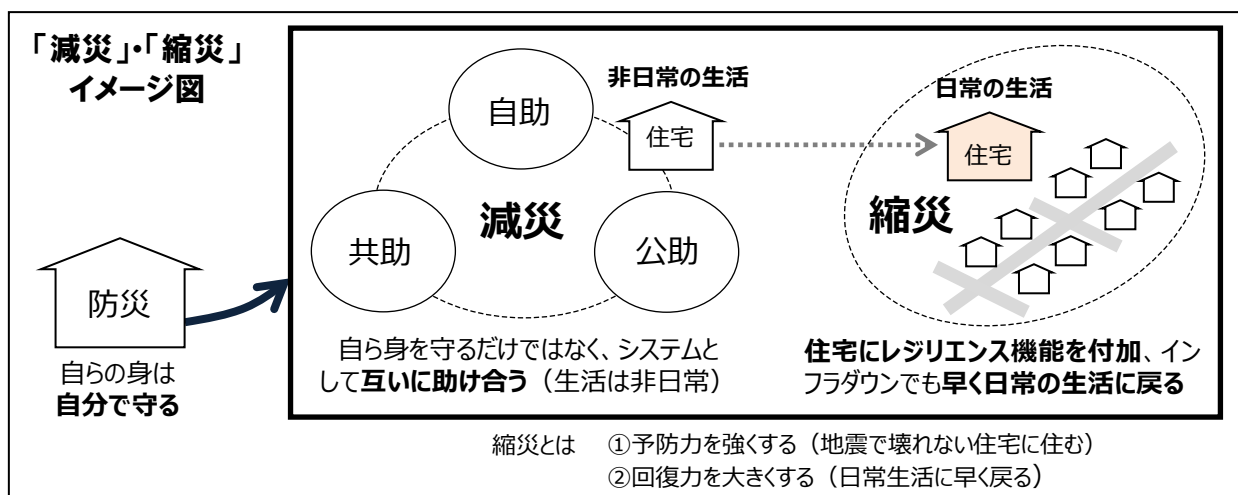 「減災」・「縮災」
イメージ図
防災
自らの身は
自分で守る
自助
共助
公助
減災
非日常の生活
住宅
自ら身を守るだけではなく、システムと
して互いに助け合う（生活は非日常）
日常の生活
住宅
縮災
住宅にレジリエンス機能を付加、イン
フラダウンでも早く日常の生活に戻る
縮災とは ①予防力を強くする（地震で壊れない住宅に住む）
②回復力を大きくする（日常生活に早く戻る）